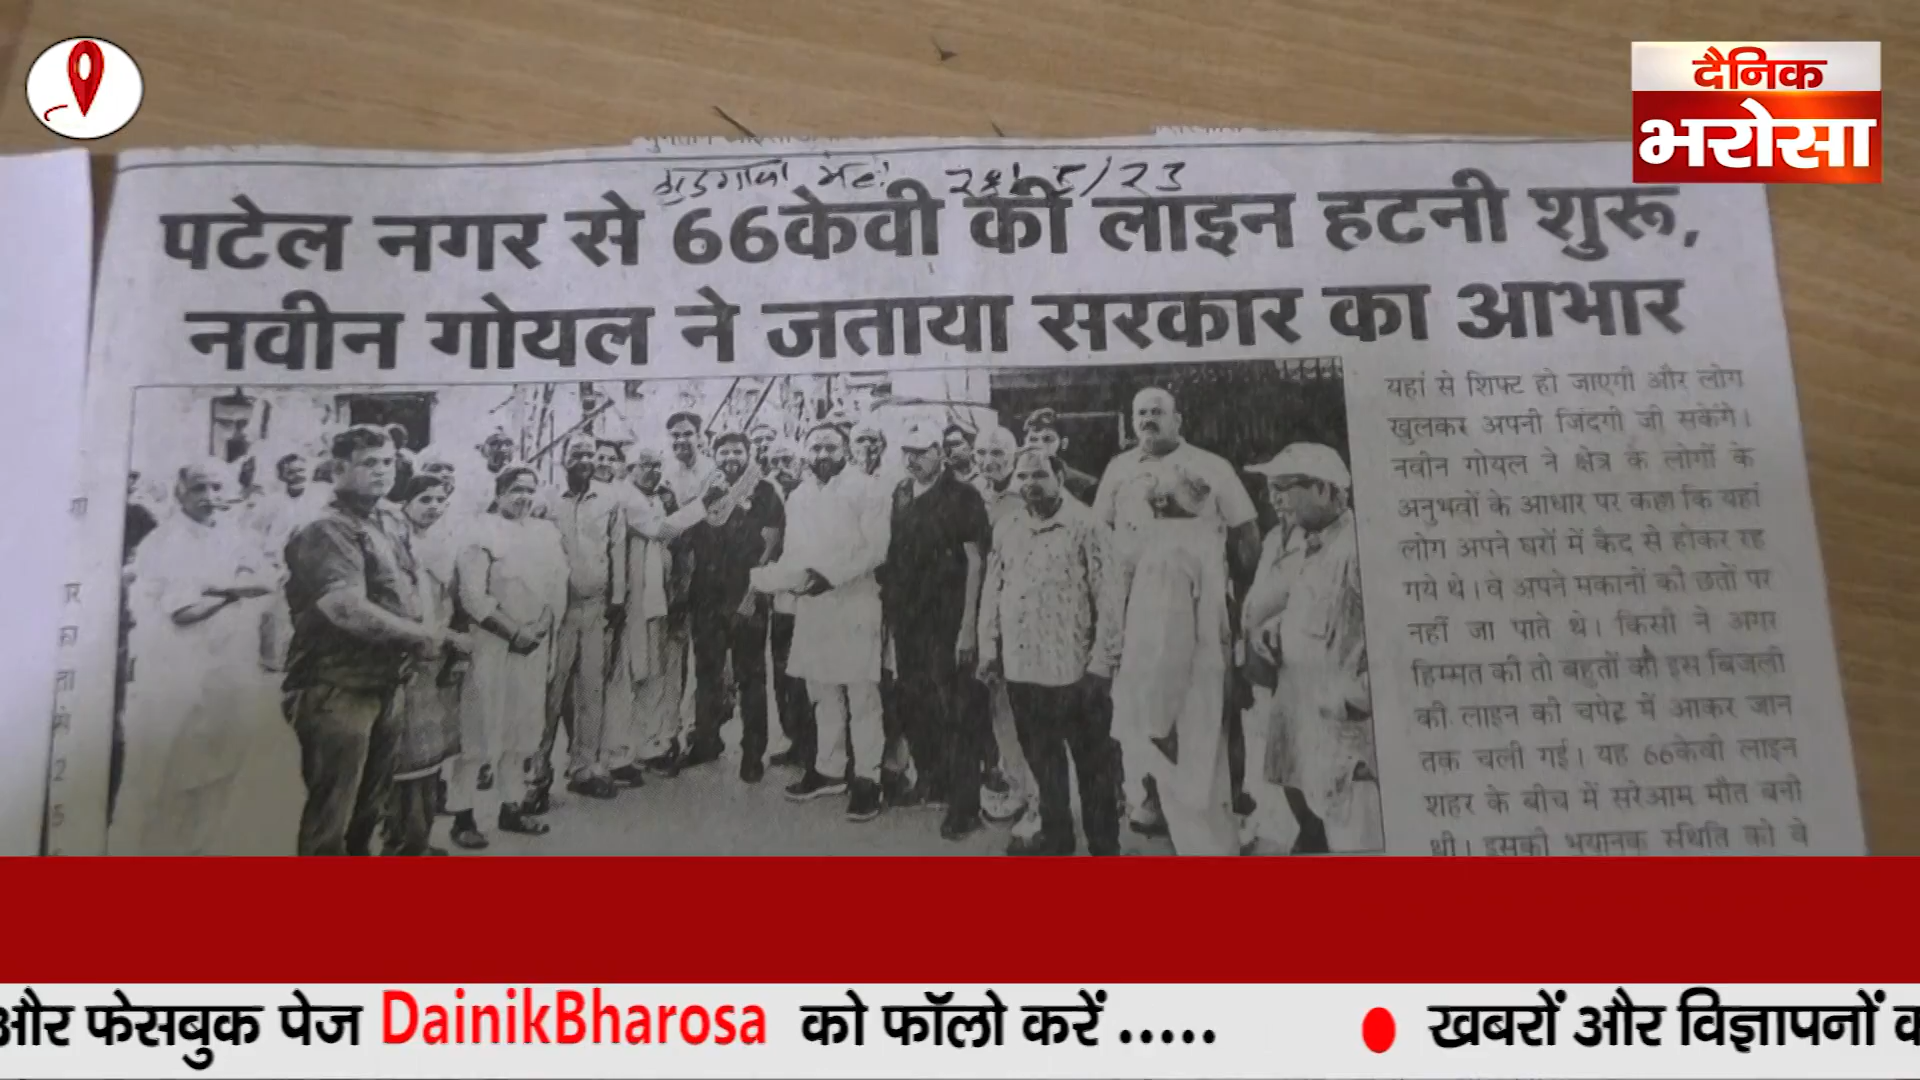 दैनिक
भरोसा
गुड़गांवा मेल
पटेल नगर से 66केवी की लाइन हटनी शुरू,
नवीन गोयल ने जताया सरकार का आभार
यहां से शिफ्ट हो जाएगी और लोग
खुलकर अपनी जिंदगी जी सकेंगे।
नवीन गोयल ने क्षेत्र के लोगों के
अनुभवों के आधार पर कहा कि यहां
लोग अपने घरों में कैद से होकर रह
गये थे। वे अपने मकानों की छतों पर
नहीं जा पाते थे। किसी ने अगर
हिम्मत की तो बहुतों की इस बिजली
की लाइन की चपेट में आकर जान
तक चली गई। यह 66केवी लाइन
शहर के बीच में सरेआम मौत बनी
थी। इसकी भयानक स्थिति को वे
और फेसबुक पेज DainikBharosa को फॉलो करें ..... ● खबरों और विज्ञापनों